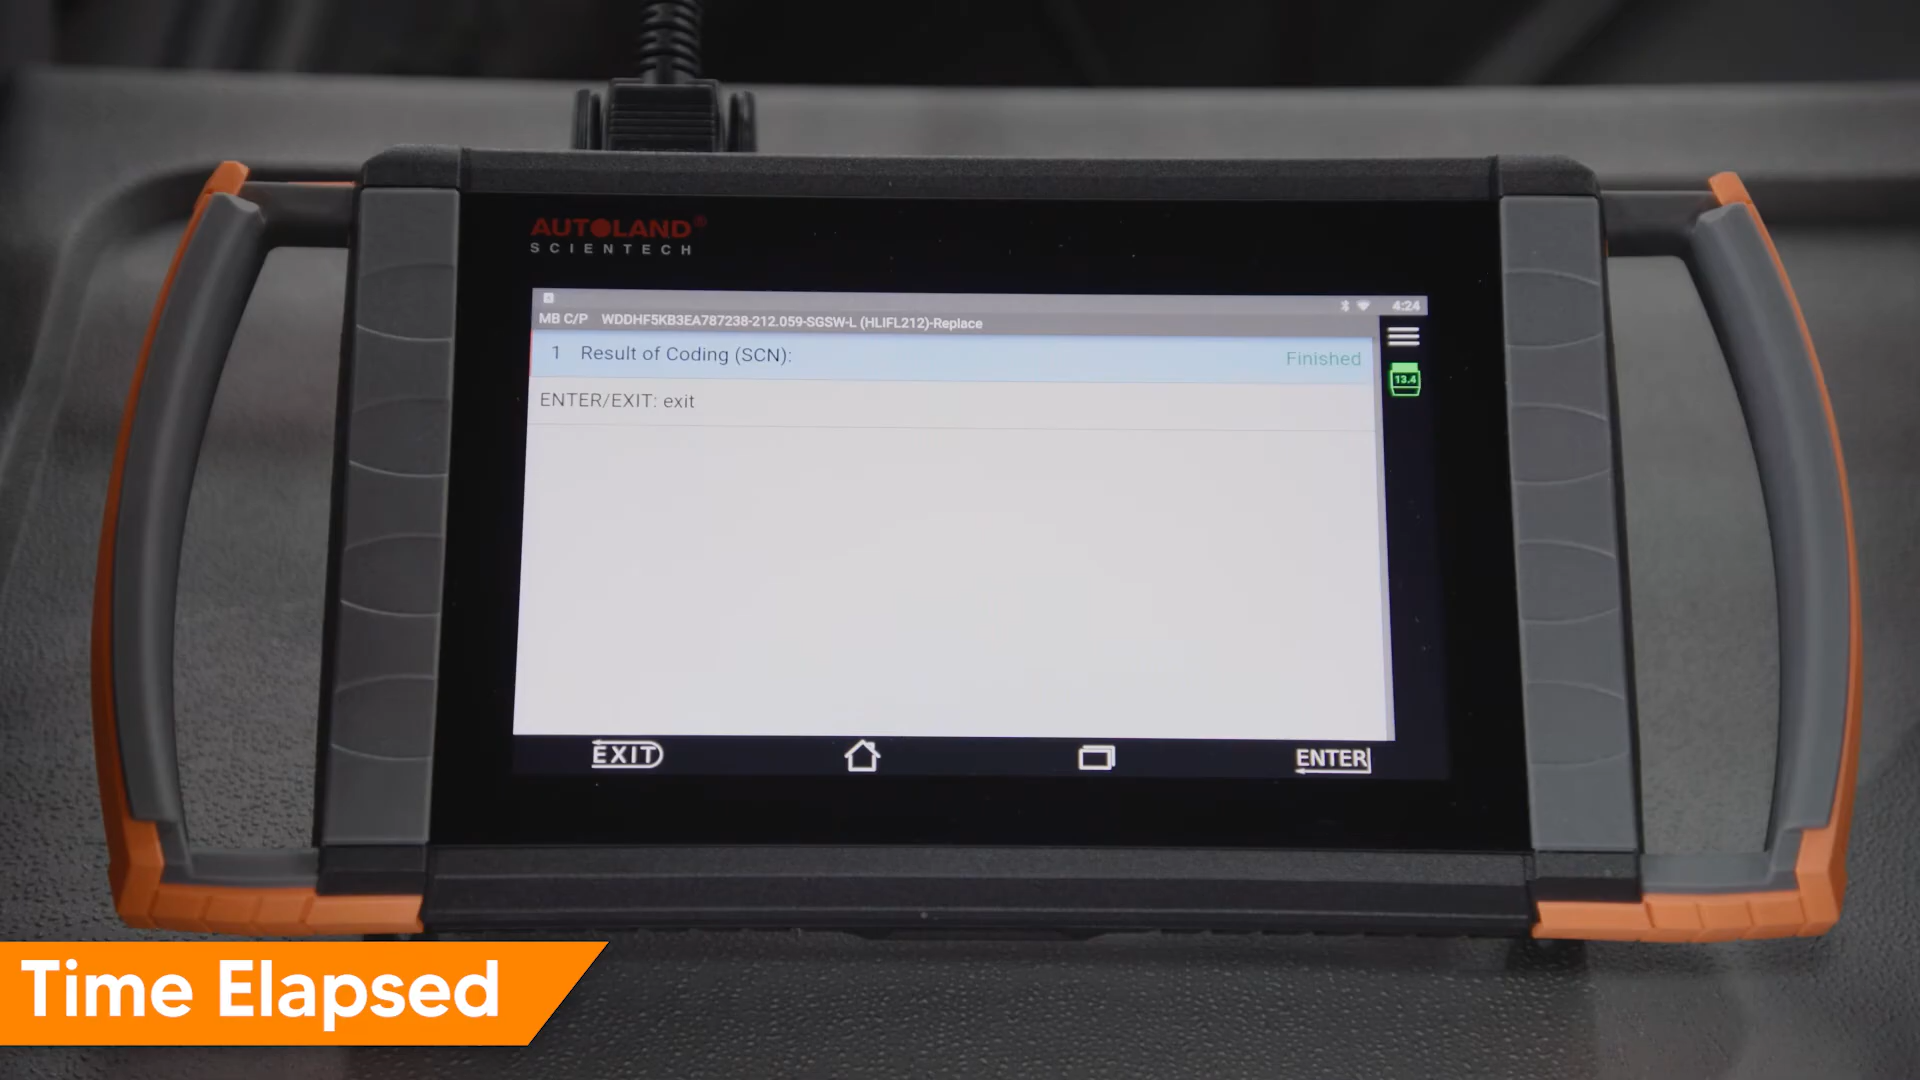 AUTOLAND®
SCIENTECH
4:24
MB C/P WDDHF5KB3EA787238-212.059-SGSW-L (HLIFL212)-Replace
1 Result of Coding (SCN): Finished
13.4
ENTER/EXIT: exit
EXIT ENTER
Time Elapsed